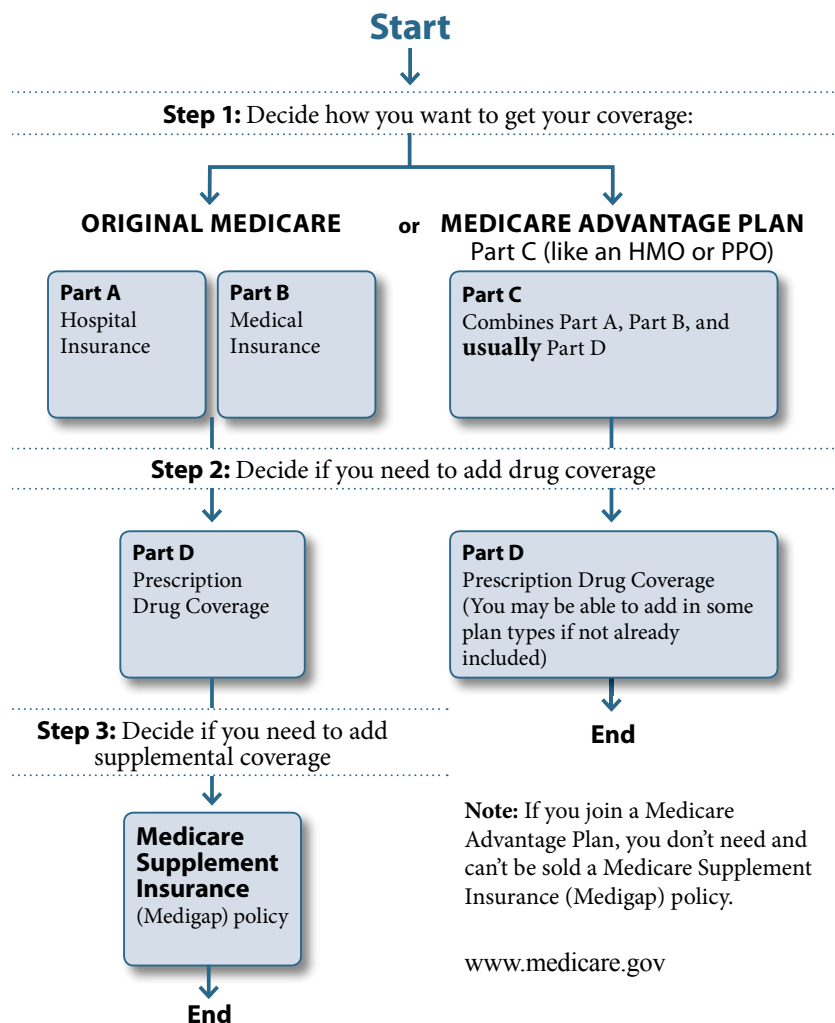 Start
Step 1: Decide how you want to get your coverage:
ORIGINAL MEDICARE
or
MEDICARE ADVANTAGE PLAN
Part C (like an HMO or PPO)
Part A
Hospital
Insurance
Part B
Medical
Insurance
Part C
Combines Part A, Part B, and
usually Part D
Step 2: Decide if you need to add drug coverage
Part D
Prescription
Drug Coverage
Part D
Prescription Drug Coverage
(You may be able to add in some
plan types if not already
included)
Step 3: Decide if you need to add
supplemental coverage
End
Medicare
Supplement
Insurance
(Medigap) policy
End
Note: If you join a Medicare
Advantage Plan, you don’t need and
can’t be sold a Medicare Supplement
Insurance (Medigap) policy.
www.medicare.gov